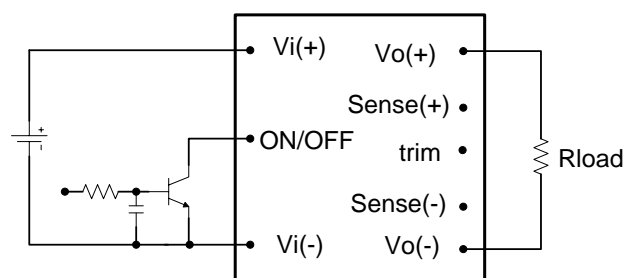 Vi(+)
Vo(+)
Sense(+)
ON/OFF
trim
Rload
Sense(-)
Vi(-)
Vo(-)
+
-